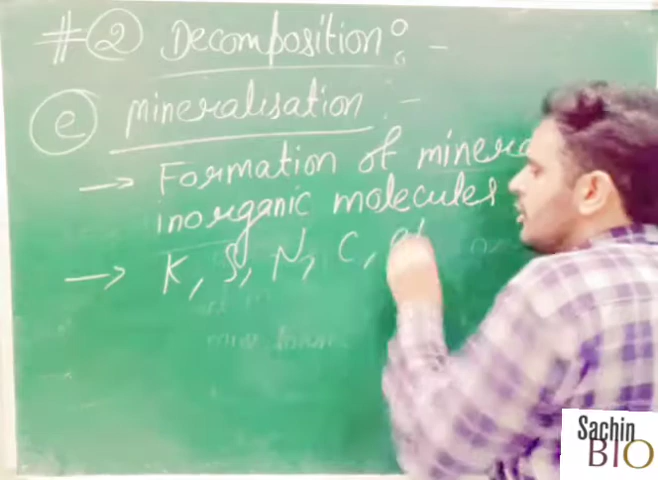 #② Decomposition: -
ⓔ mineralisation : -
→ Formation of minera
inorganic molecules
→ K, S, N, C,
Sachin
BIO